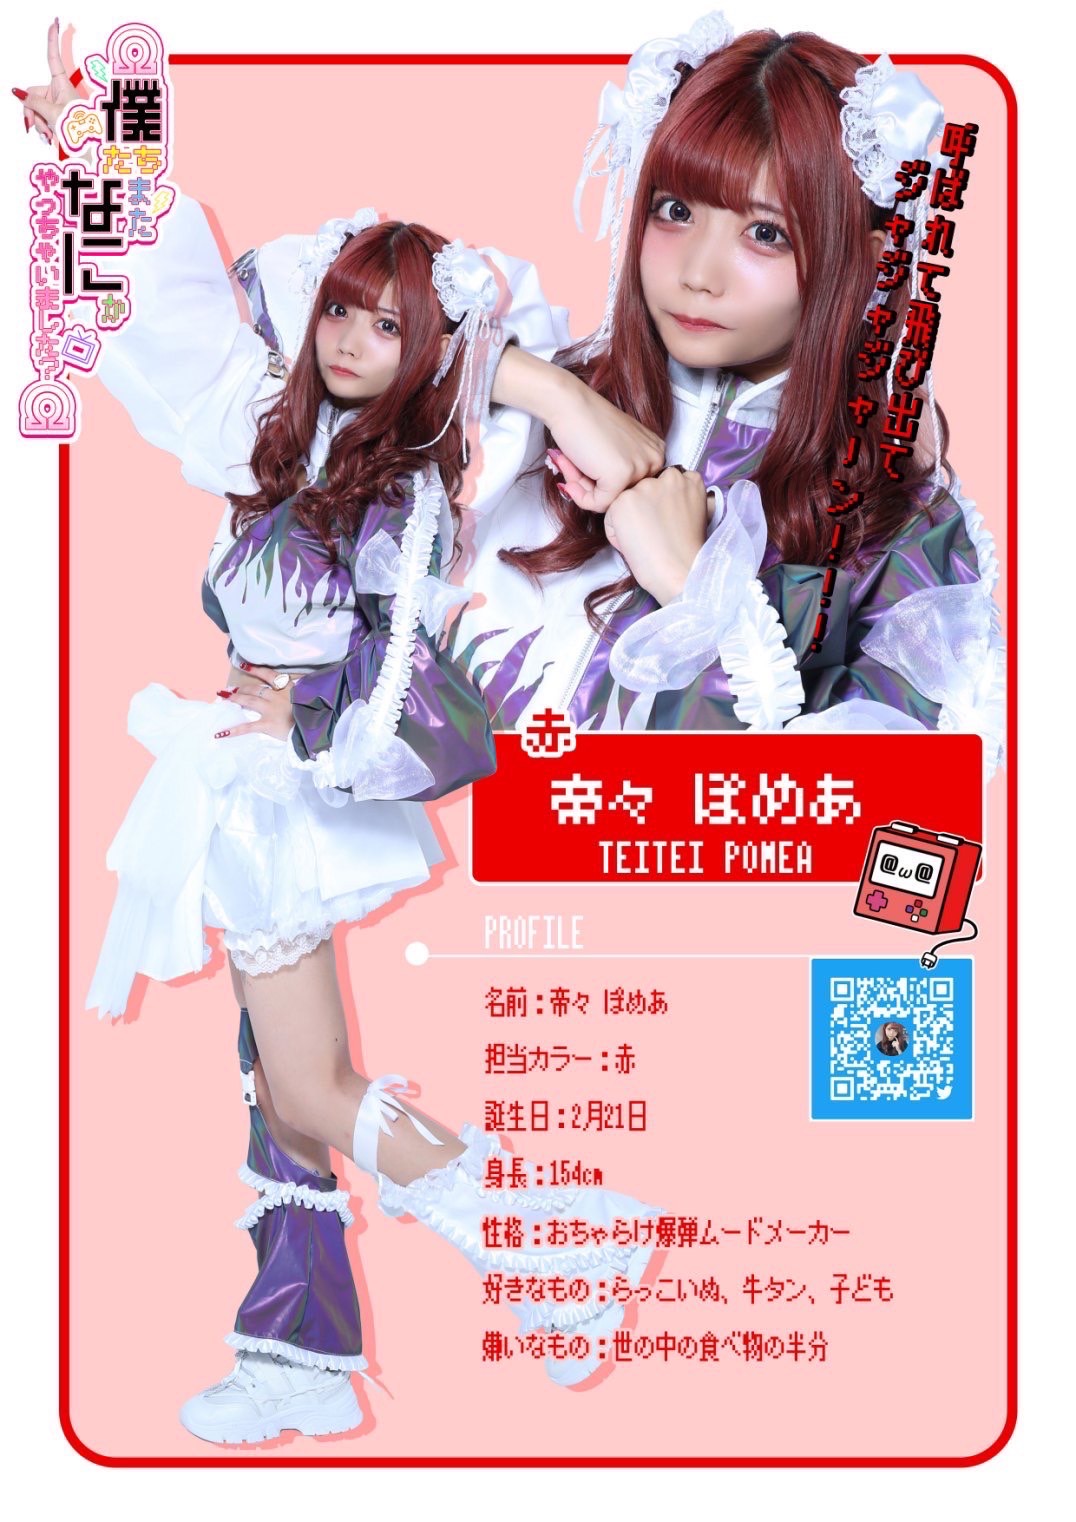 Ω
僕たちまた
なにか
やっちゃいました?
Ω
呼ばれて飛び出て
ジャジャジャジャーン!!!
赤
帝々 ぽめあ
TEITEI POMEA
@ω@
PROFILE
名前:帝々 ぽめあ
担当カラー:赤
誕生日:2月21日
身長:154cm
性格:おちゃらけ爆弾ムードメーカー
好きなもの:らっこいぬ、牛タン、子ども
嫌いなもの:世の中の食べ物の半分